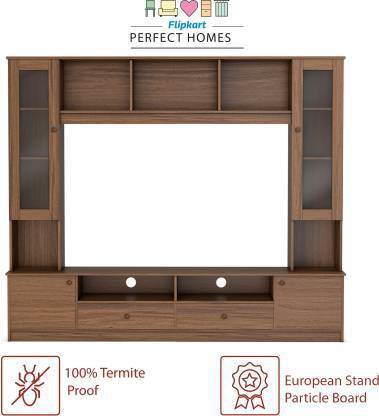 Flipkart
PERFECT HOMES
100% Termite
Proof
European Stand
Particle Board